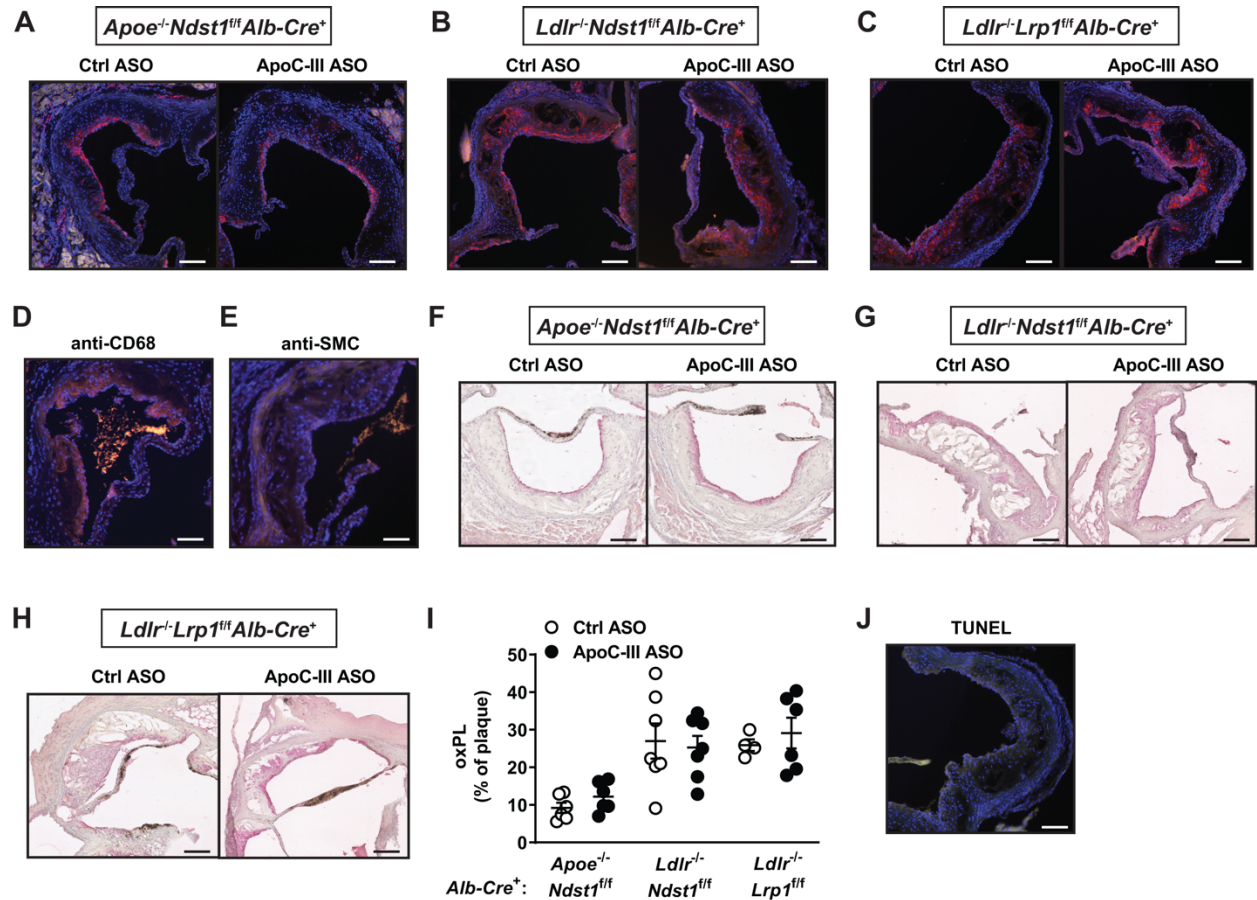 A
Apoe-/-Ndst1f/fAlb-Cre+
Ctrl ASO
ApoC-III ASO
B
Ldlr-/-Ndst1f/fAlb-Cre+
Ctrl ASO
ApoC-III ASO
C
Ldlr-/-Lrp1f/fAlb-Cre+
Ctrl ASO
ApoC-III ASO
D
anti-CD68
E
anti-SMC
F
Apoe-/-Ndst1f/fAlb-Cre+
Ctrl ASO
ApoC-III ASO
G
Ldlr-/-Ndst1f/fAlb-Cre+
Ctrl ASO
ApoC-III ASO
H
Ldlr-/-Lrp1f/fAlb-Cre+
Ctrl ASO
ApoC-III ASO
I
Ctrl ASO
ApoC-III ASO
oxPL
(% of plaque)
50
40
30
20
10
0
Apoe-/- Ldlr-/- Ldlr-/-
Alb-Cre+: Ndst1f/f Ndst1f/f Lrp1f/f
J
TUNEL